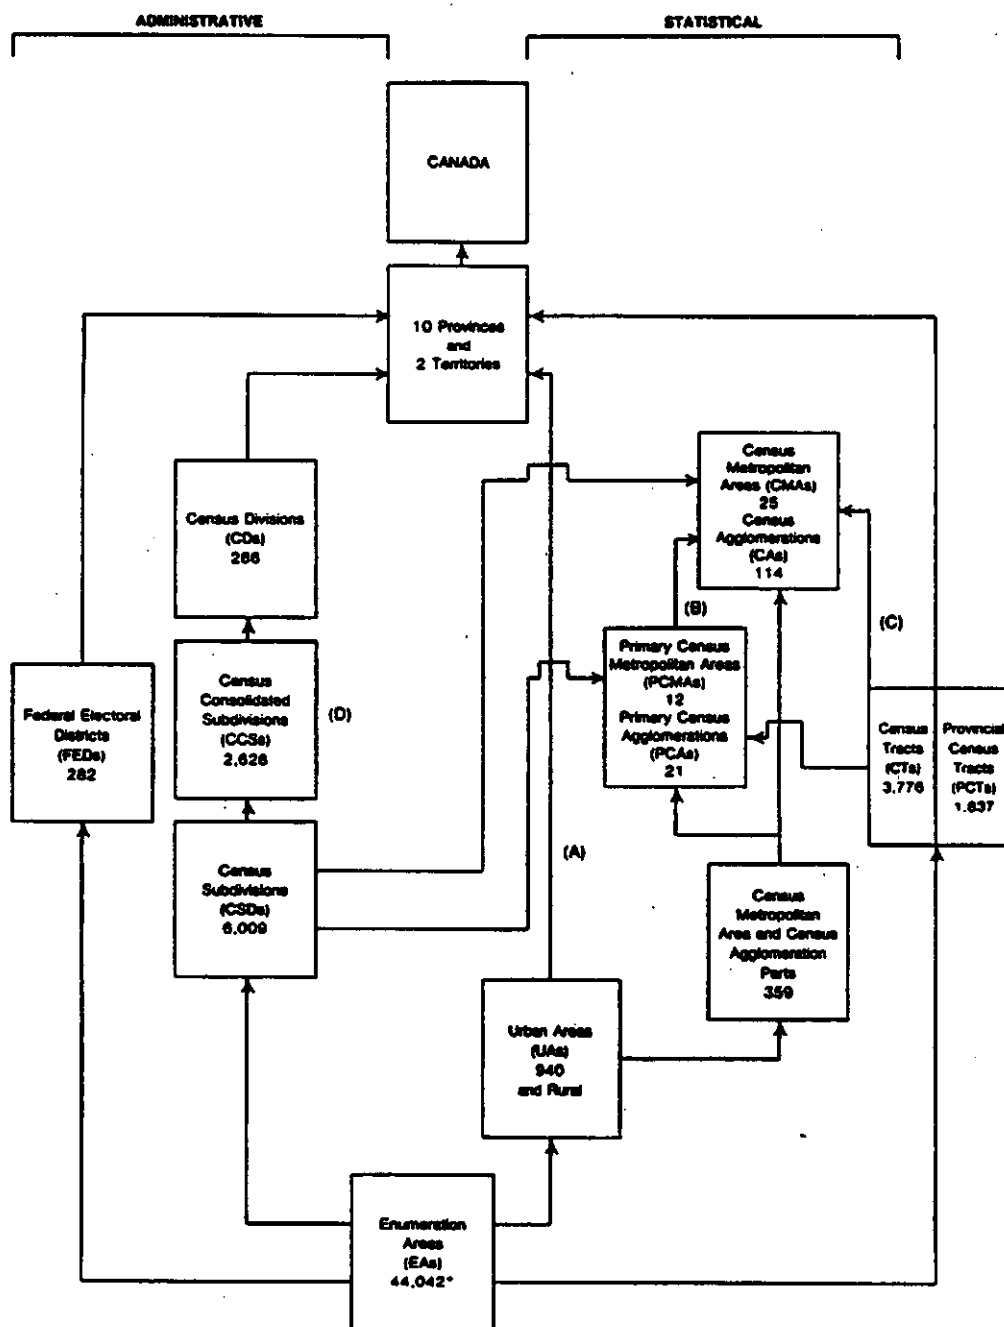 ADMINISTRATIVE
STATISTICAL
CANADA
10 Provinces
and
2 Territories
Census
Metropolitan
Areas (CMAs)
25
Census
Agglomerations
(CAs)
114
Census Divisions
(CDs)
266
(B)
(C)
Primary Census
Metropolitan Areas
(PCMAs)
12
Primary Census
Agglomerations
(PCAs)
21
Federal Electoral
Districts
(FEDs)
282
Census
Consolidated
Subdivisions
(CCSs)
2,628
(D)
Census
Tracts
(CTs)
3,776
Provincial
Census
Tracts
(PCTs)
1,837
Census
Subdivisions
(CSDs)
6,009
(A)
Census
Metropolitan
Area and Census
Agglomeration
Parts
359
Urban Areas
(UAs)
940
and Rural
Enumeration
Areas
(EAs)
44,042*